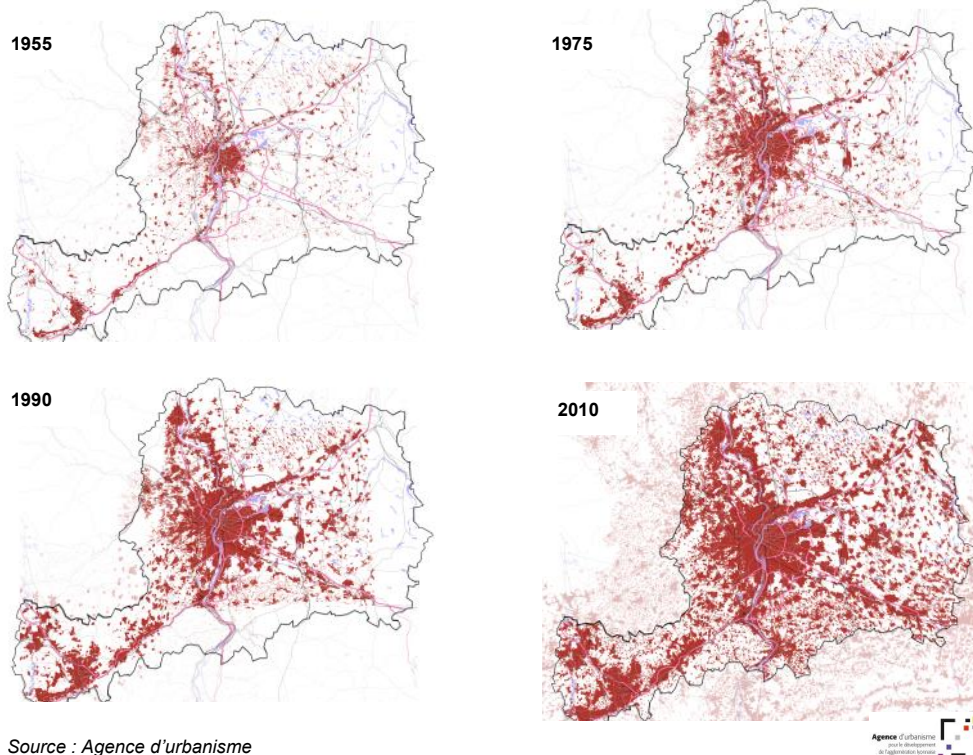 1955
1975
1990
2010
Source : Agence d'urbanisme
Agence d'urbanisme
pour le développement
de l'agglomération lyonnaise